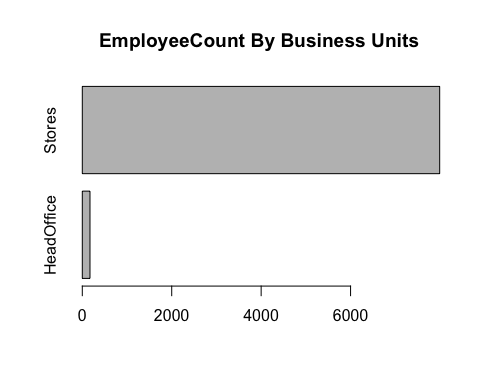 EmployeeCount By Business Units
Stores
HeadOffice
0 2000 4000 6000